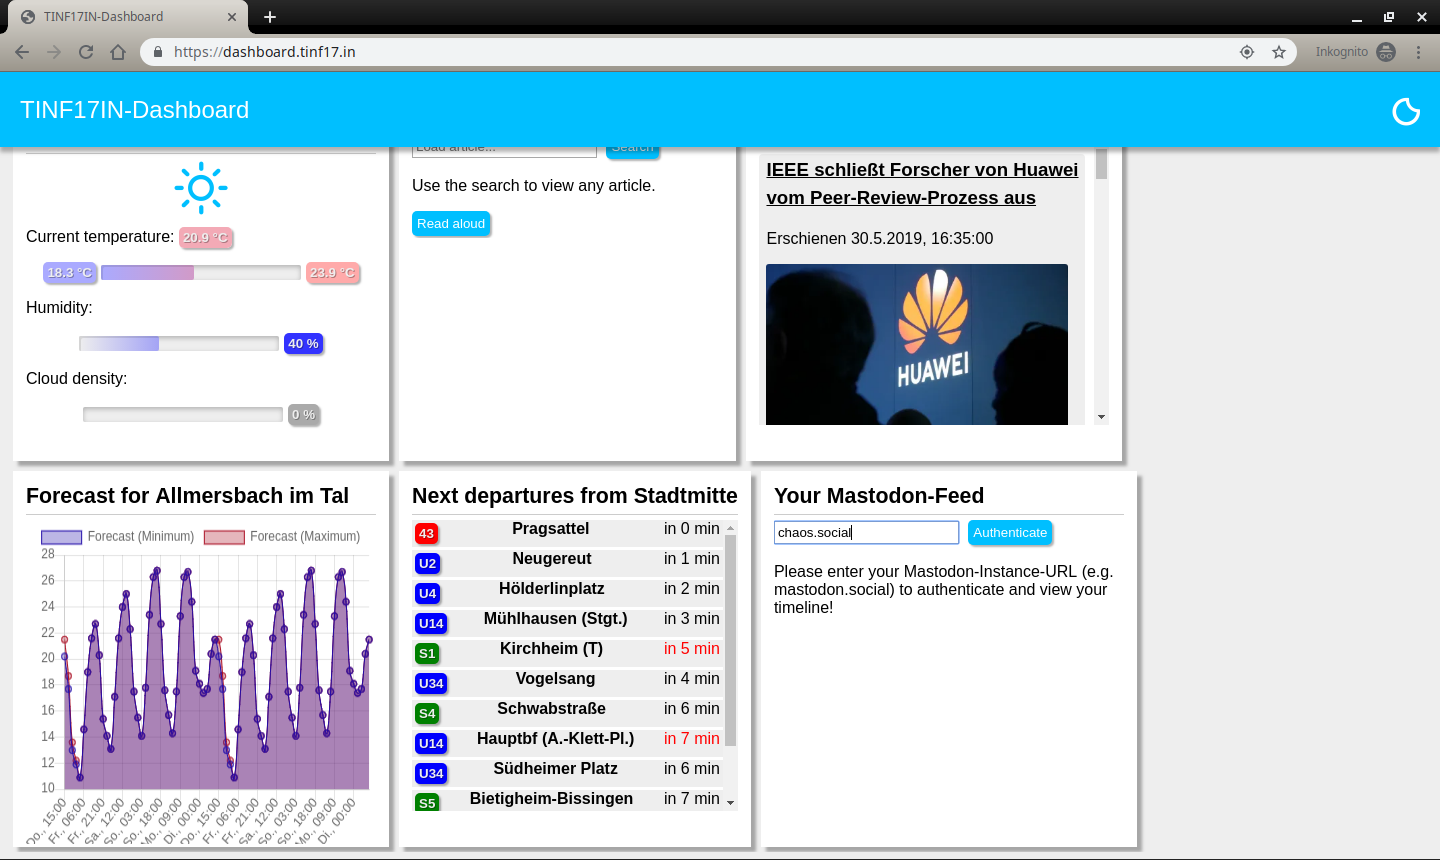 TINF17IN-Dashboard
https://dashboard.tinf17.in
Inkognito
TINF17IN-Dashboard
Current temperature: 20.9 °C
18.3 °C
23.9 °C
Humidity:
40 %
Cloud density:
0 %
Load article...
Search
Use the search to view any article.
Read aloud
IEEE schließt Forscher von Huawei
vom Peer-Review-Prozess aus
Erschienen 30.5.2019, 16:35:00
HUAWEI
Forecast for Allmersbach im Tal
Forecast (Minimum)
Forecast (Maximum)
28
26
24
22
20
18
16
14
12
10
Do., 15:00
Fr., 06:00
Fr., 21:00
Sa., 12:00
So., 03:00
So., 18:00
Mo., 09:00
Di., 00:00
Do., 15:00
Fr., 06:00
Fr., 21:00
Sa., 12:00
So., 03:00
So., 18:00
Mo., 09:00
Di., 00:00
Next departures from Stadtmitte
43 Pragsattel in 0 min
U2 Neugereut in 1 min
U4 Hölderlinplatz in 2 min
U14 Mühlhausen (Stgt.) in 3 min
S1 Kirchheim (T) in 5 min
U34 Vogelsang in 4 min
S4 Schwabstraße in 6 min
U14 Hauptbf (A.-Klett-Pl.) in 7 min
U34 Südheimer Platz in 6 min
S5 Bietigheim-Bissingen in 7 min
Your Mastodon-Feed
chaos.social
Authenticate
Please enter your Mastodon-Instance-URL (e.g.
mastodon.social) to authenticate and view your
timeline!